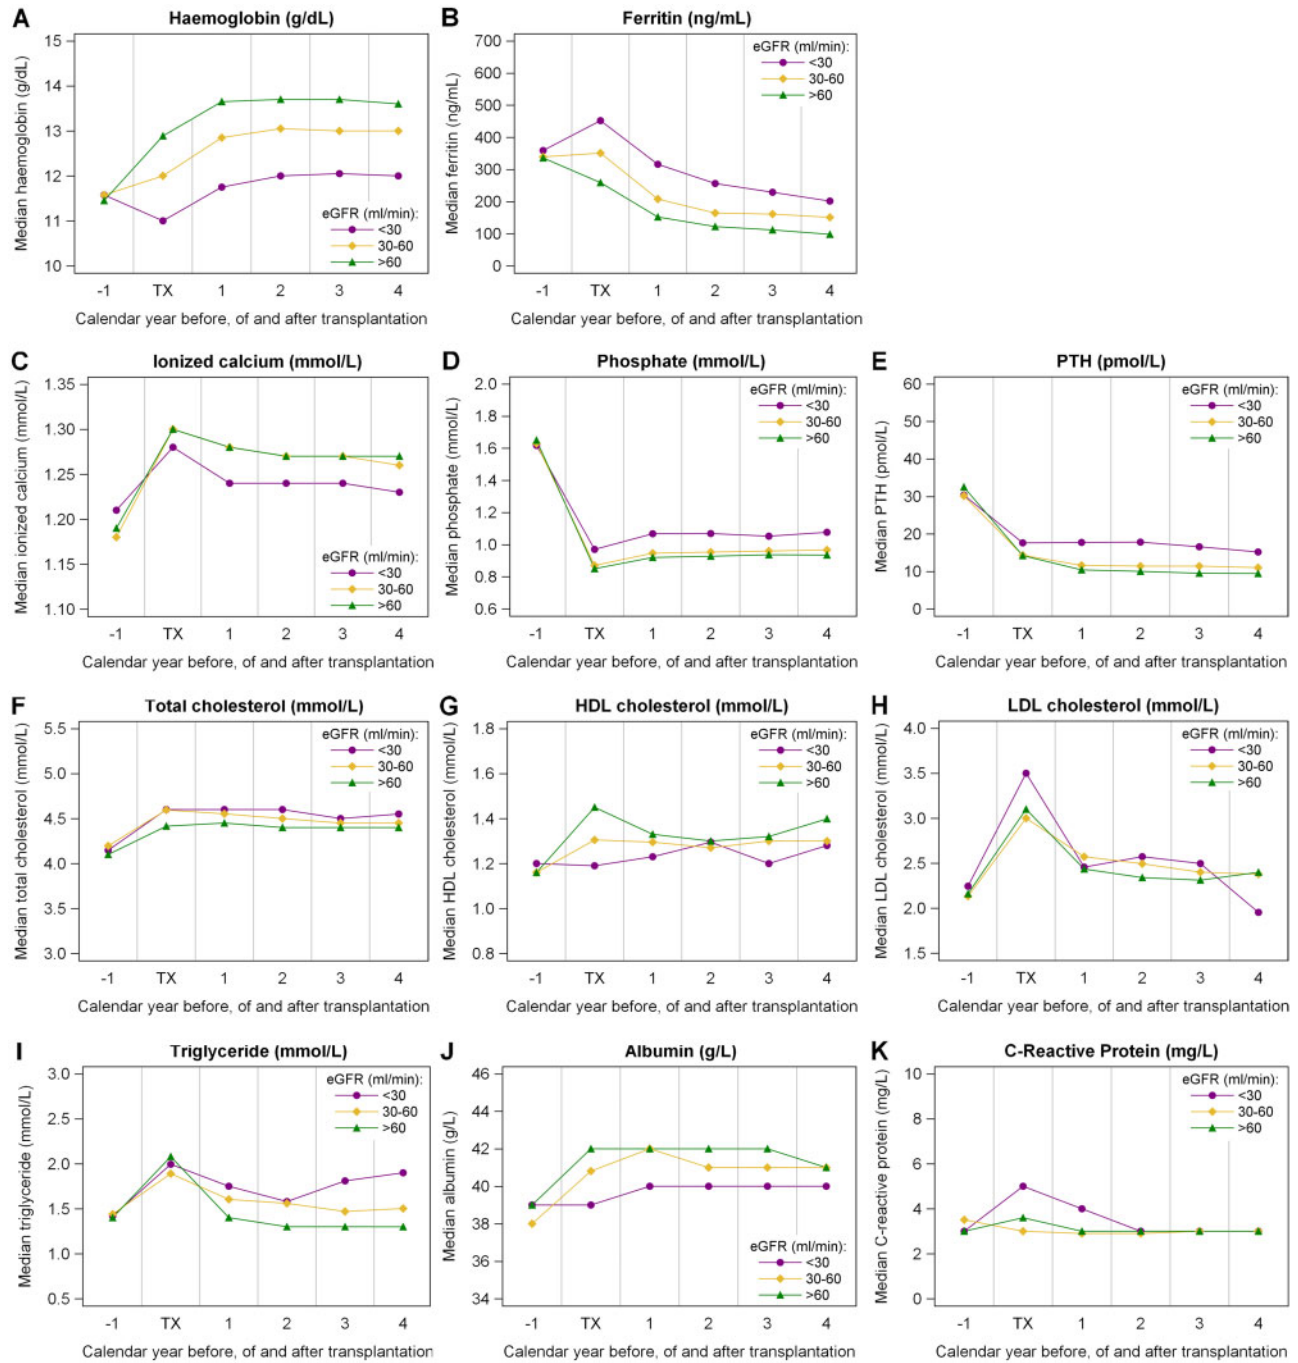 A
Haemoglobin (g/dL)
Median haemoglobin (g/dL)
15
14
13
12
11
10
eGFR (ml/min):
<30
30-60
>60
-1 TX 1 2 3 4
Calendar year before, of and after transplantation
B
Ferritin (ng/mL)
Median ferritin (ng/mL)
700
600
500
400
300
200
100
0
eGFR (ml/min):
<30
30-60
>60
-1 TX 1 2 3 4
Calendar year before, of and after transplantation
C
Ionized calcium (mmol/L)
Median ionized calcium (mmol/L)
1.35
1.30
1.25
1.20
1.15
1.10
eGFR (ml/min):
<30
30-60
>60
-1 TX 1 2 3 4
Calendar year before, of and after transplantation
D
Phosphate (mmol/L)
Median phosphate (mmol/L)
2.0
1.8
1.6
1.4
1.2
1.0
0.8
0.6
eGFR (ml/min):
<30
30-60
>60
-1 TX 1 2 3 4
Calendar year before, of and after transplantation
E
PTH (pmol/L)
Median PTH (pmol/L)
60
50
40
30
20
10
0
eGFR (ml/min):
<30
30-60
>60
-1 TX 1 2 3 4
Calendar year before, of and after transplantation
F
Total cholesterol (mmol/L)
Median total cholesterol (mmol/L)
5.5
5.0
4.5
4.0
3.5
3.0
eGFR (ml/min):
<30
30-60
>60
-1 TX 1 2 3 4
Calendar year before, of and after transplantation
G
HDL cholesterol (mmol/L)
Median HDL cholesterol (mmol/L)
1.8
1.6
1.4
1.2
1.0
0.8
eGFR (ml/min):
<30
30-60
>60
-1 TX 1 2 3 4
Calendar year before, of and after transplantation
H
LDL cholesterol (mmol/L)
Median LDL cholesterol (mmol/L)
4.0
3.5
3.0
2.5
2.0
1.5
eGFR (ml/min):
<30
30-60
>60
-1 TX 1 2 3 4
Calendar year before, of and after transplantation
I
Triglyceride (mmol/L)
Median triglyceride (mmol/L)
3.0
2.5
2.0
1.5
1.0
0.5
eGFR (ml/min):
<30
30-60
>60
-1 TX 1 2 3 4
Calendar year before, of and after transplantation
J
Albumin (g/L)
Median albumin (g/L)
46
44
42
40
38
36
34
eGFR (ml/min):
<30
30-60
>60
-1 TX 1 2 3 4
Calendar year before, of and after transplantation
K
C-Reactive Protein (mg/L)
Median C-reactive protein (mg/L)
10
8
6
4
2
0
eGFR (ml/min):
<30
30-60
>60
-1 TX 1 2 3 4
Calendar year before, of and after transplantation